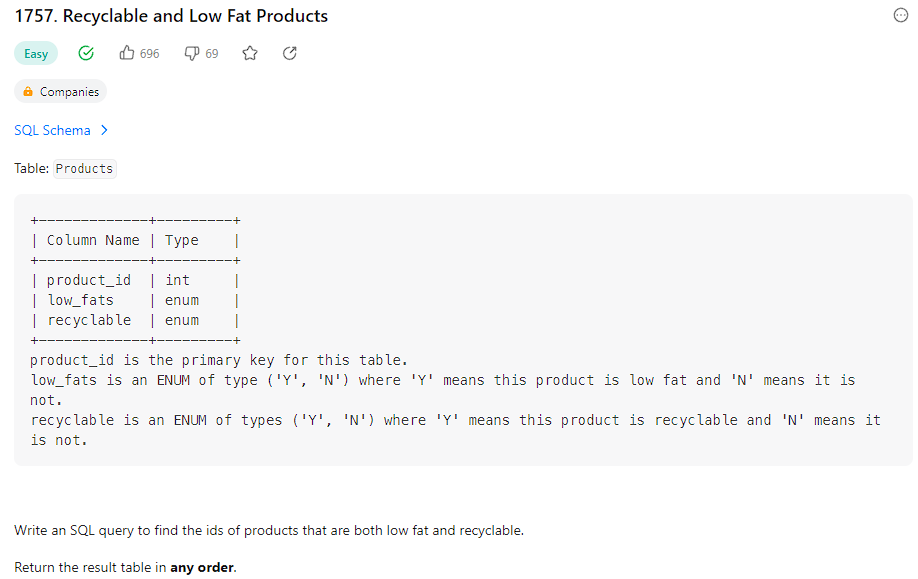 1757. Recyclable and Low Fat Products
Easy 696 69
Companies
SQL Schema >
Table: Products
+-------------+---------+
| Column Name | Type    |
+-------------+---------+
| product_id  | int     |
| low_fats    | enum    |
| recyclable  | enum    |
+-------------+---------+
product_id is the primary key for this table.
low_fats is an ENUM of type ('Y', 'N') where 'Y' means this product is low fat and 'N' means it is
not.
recyclable is an ENUM of types ('Y', 'N') where 'Y' means this product is recyclable and 'N' means it
is not.
Write an SQL query to find the ids of products that are both low fat and recyclable.
Return the result table in any order.